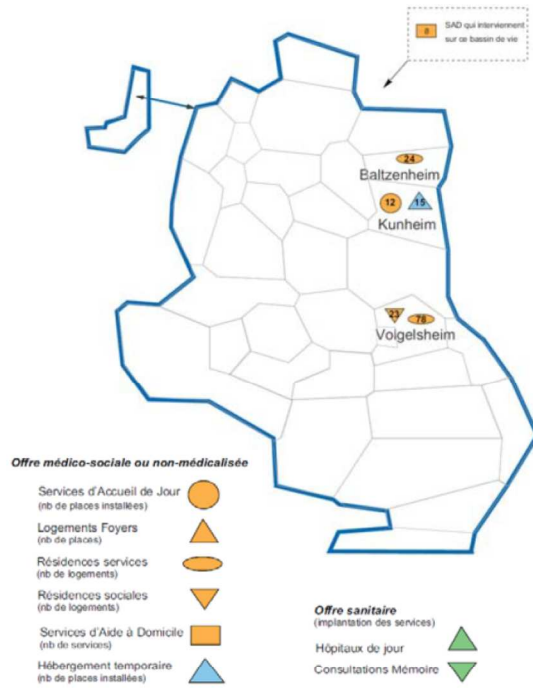 8
SAD qui interviennent
sur ce bassin de vie
24
Baltzenheim
12
15
Kunheim
23
78
Voigelsheim
Offre médico-sociale ou non-médicalisée
Services d'Accueil de Jour
(nb de places installées)
Logements Foyers
(nb de places)
Résidences services
(nb de logements)
Résidences sociales
(nb de logements)
Services d'Aide à Domicile
(nb de services)
Hébergement temporaire
(nb de places installées)
Offre sanitaire
(implantation des services)
Hôpitaux de jour
Consultations Mémoire